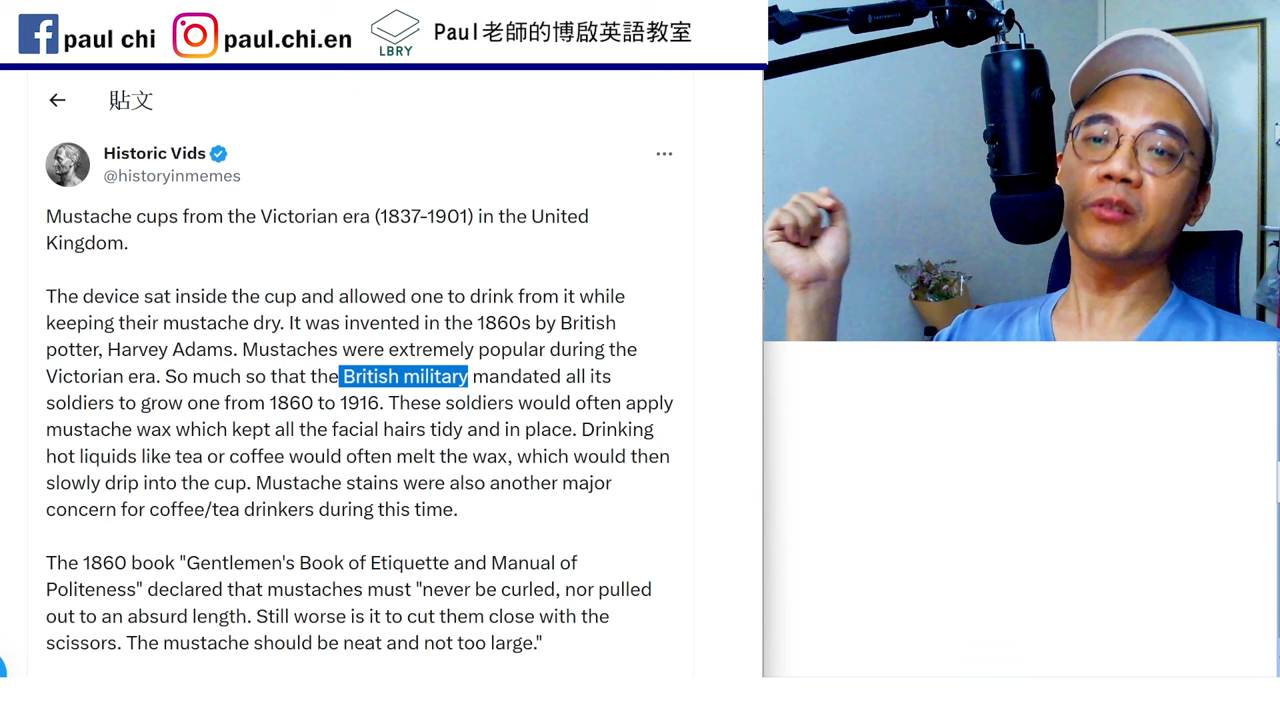 paul chi
paul.chi.en
LBRY
Paul老師的博啟英語教室
貼文
Historic Vids
@historyinmemes
Mustache cups from the Victorian era (1837-1901) in the United
Kingdom.
The device sat inside the cup and allowed one to drink from it while
keeping their mustache dry. It was invented in the 1860s by British
potter, Harvey Adams. Mustaches were extremely popular during the
Victorian era. So much so that the British military mandated all its
soldiers to grow one from 1860 to 1916. These soldiers would often apply
mustache wax which kept all the facial hairs tidy and in place. Drinking
hot liquids like tea or coffee would often melt the wax, which would then
slowly drip into the cup. Mustache stains were also another major
concern for coffee/tea drinkers during this time.
The 1860 book "Gentlemen's Book of Etiquette and Manual of
Politeness" declared that mustaches must "never be curled, nor pulled
out to an absurd length. Still worse is it to cut them close with the
scissors. The mustache should be neat and not too large."